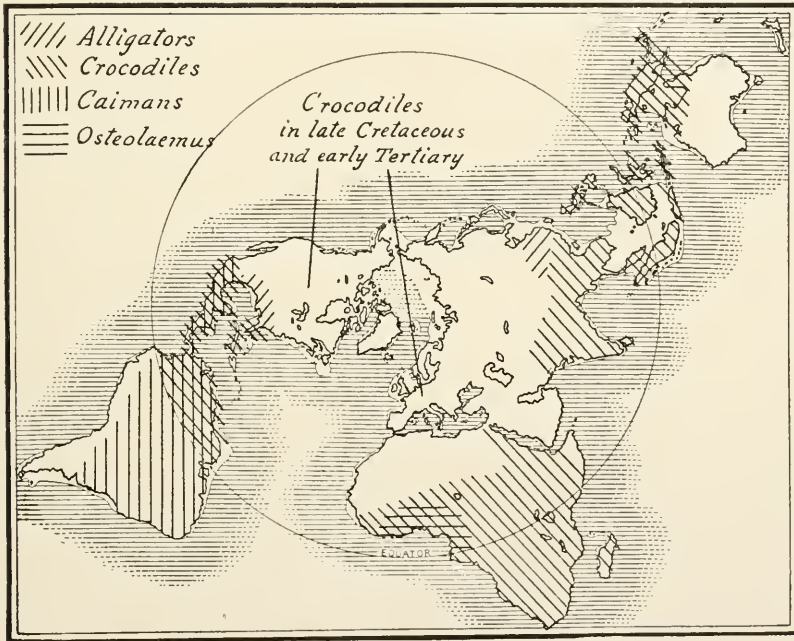 Alligators
Crocodiles
Caimans
Osteolaemus
Crocodiles
in late Cretaceous
and early Tertiary
EQUATOR